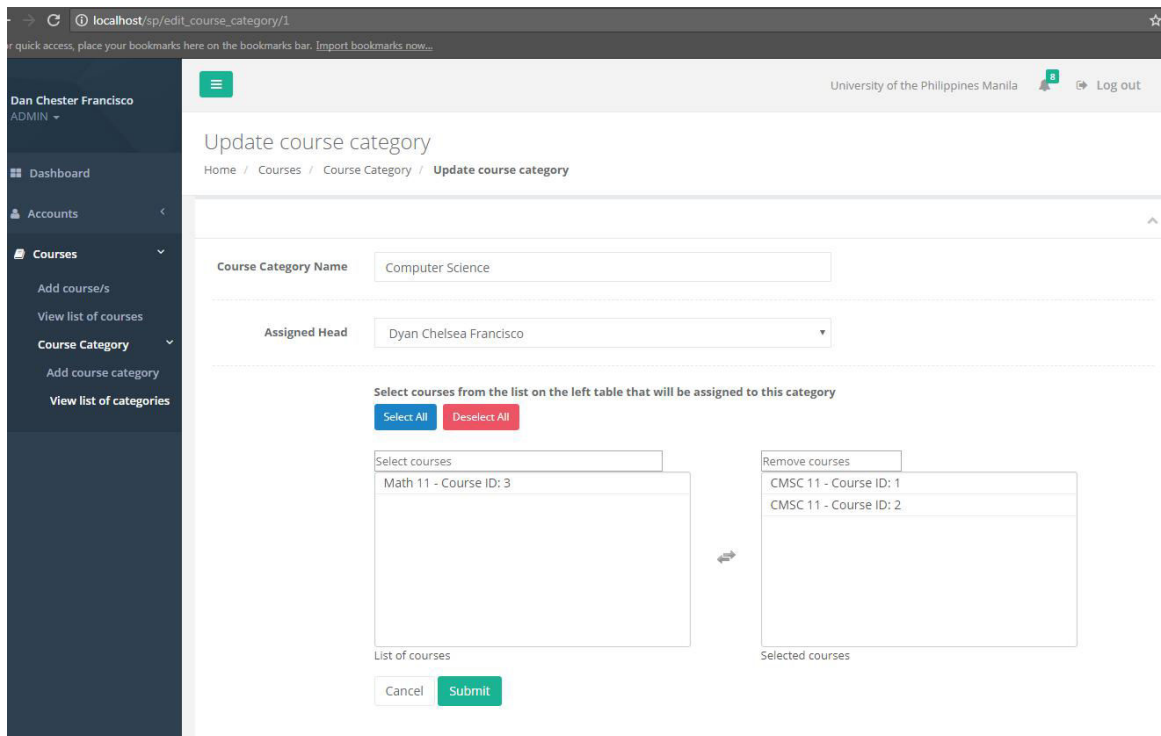 localhost/sp/edit_course_category/1
r quick access, place your bookmarks here on the bookmarks bar. Import bookmarks now...
Dan Chester Francisco
ADMIN
University of the Philippines Manila
8
Log out
Update course category
Home / Courses / Course Category / Update course category
Dashboard
Accounts
Courses
Add course/s
View list of courses
Course Category
Add course category
View list of categories
Course Category Name
Computer Science
Assigned Head
Dyan Chelsea Francisco
Select courses from the list on the left table that will be assigned to this category
Select All
Deselect All
Select courses
Math 11 - Course ID: 3
List of courses
Remove courses
CMSC 11 - Course ID: 1
CMSC 11 - Course ID: 2
Selected courses
Cancel
Submit